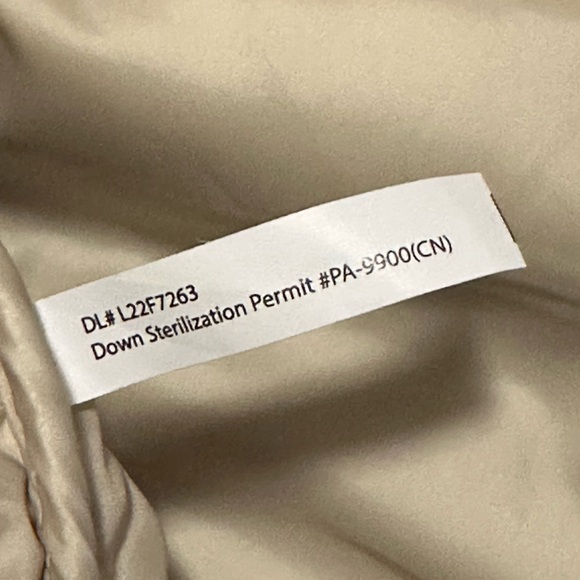 DL# L22F7263
Down Sterilization Permit #PA-9900(CN)